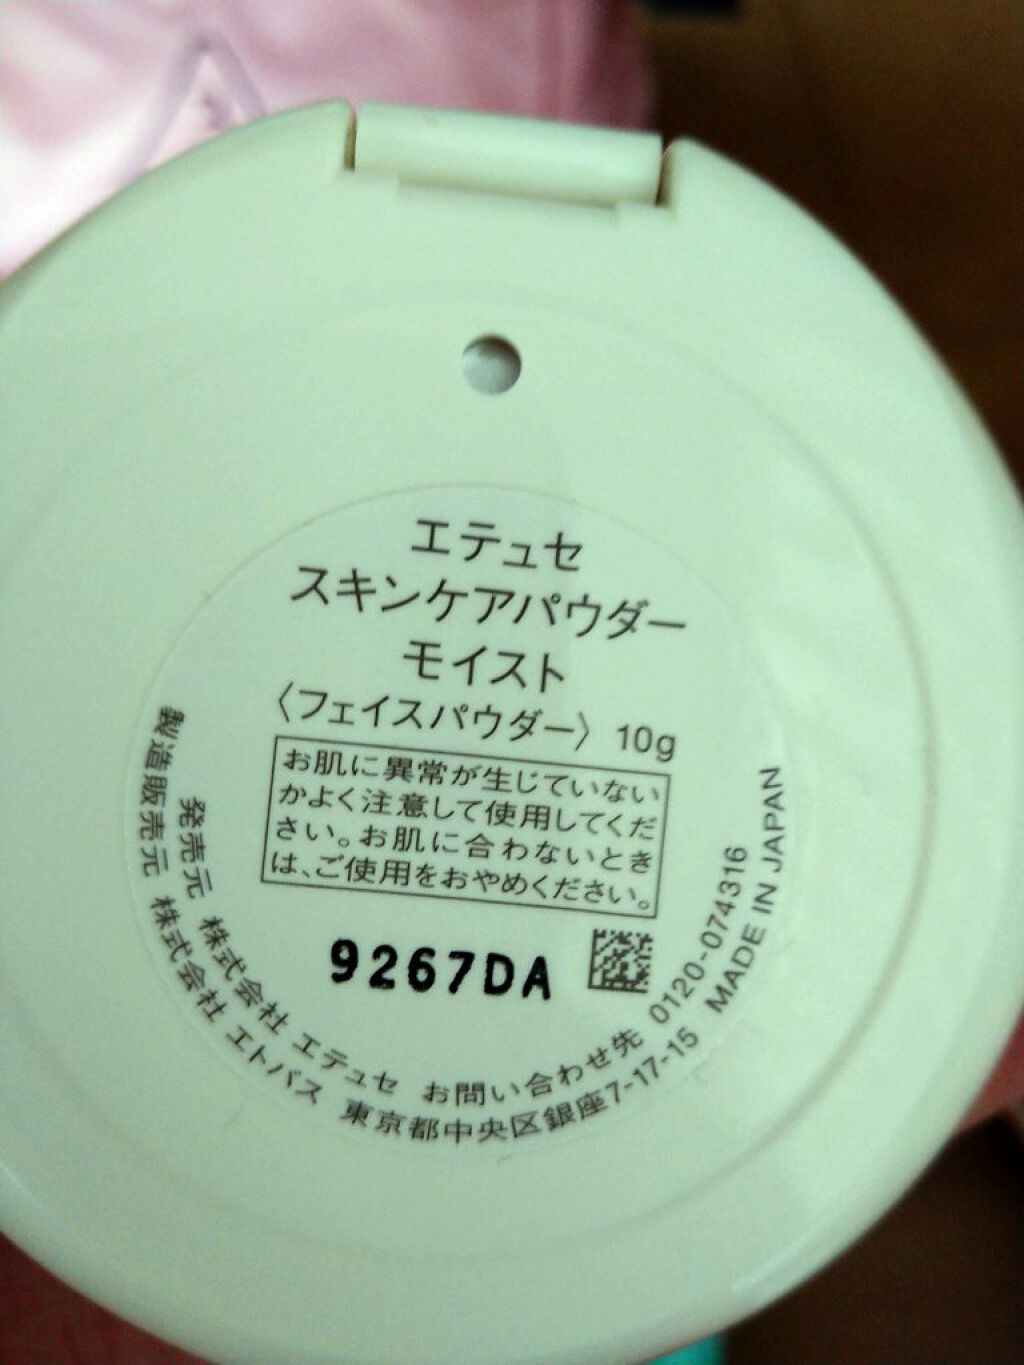 エテュセ
スキンケアパウダー
モイスト
〈フェイスパウダー〉 10g
お肌に異常が生じていない
かよく注意して使用してくだ
さい。お肌に合わないとき
は、ご使用をおやめください。
9267DA
発売元 株式会社 エテュセ お問い合わせ先 0120-074316
製造販売元 株式会社 エトバス 東京都中央区銀座7-17-15 MADE IN JAPAN